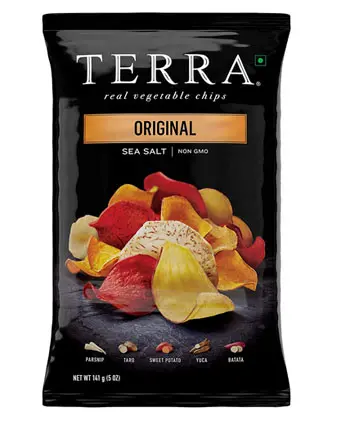 TERRA®
real vegetable chips
ORIGINAL
SEA SALT | NON GMO
PARSNIP TARO SWEET POTATO YUCA BATATA
NET WT 141 g (5 OZ)